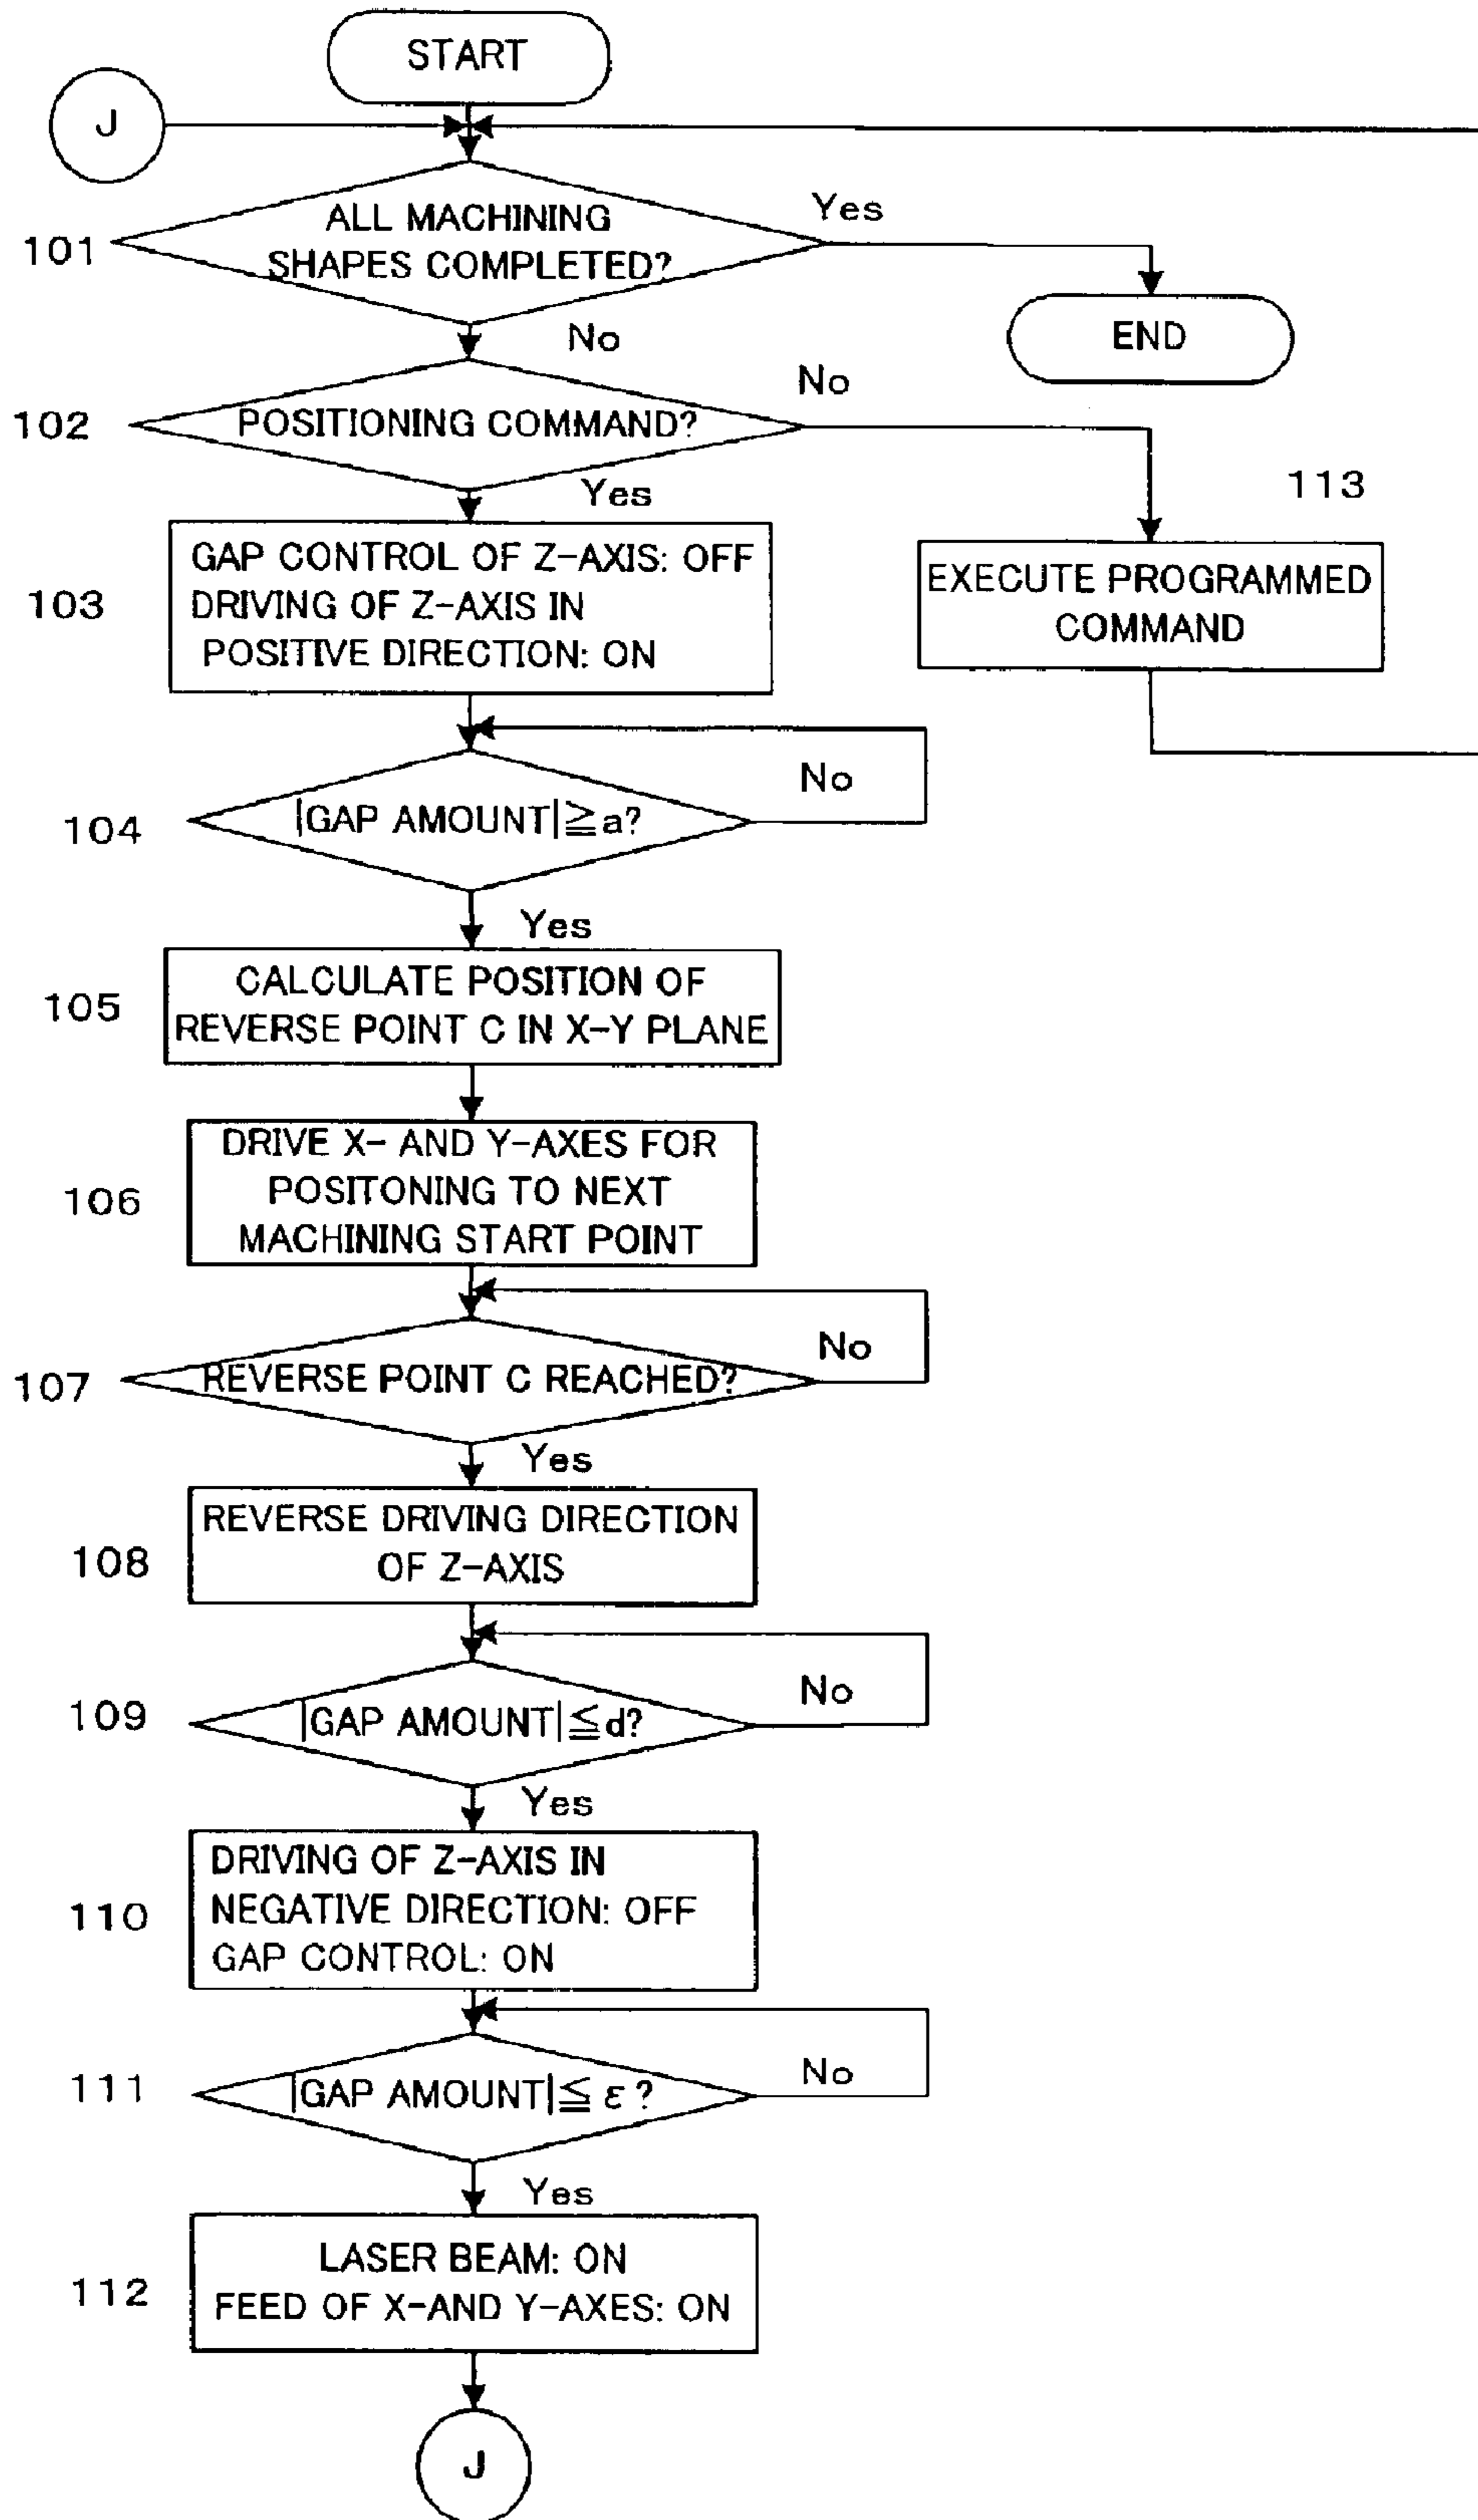 START
J
ALL MACHINING
SHAPES COMPLETED?
Yes
101
END
No
No
102
POSITIONING COMMAND?
113
Yes
GAP CONTROL OF Z-AXIS: OFF
DRIVING OF Z-AXIS IN
POSITIVE DIRECTION: ON
103
EXECUTE PROGRAMMED
COMMAND
No
104
|GAP AMOUNT|≧a?
Yes
105
CALCULATE POSITION OF
REVERSE POINT C IN X-Y PLANE
106
DRIVE X- AND Y-AXES FOR
POSITONING TO NEXT
MACHINING START POINT
No
107
REVERSE POINT C REACHED?
Yes
108
REVERSE DRIVING DIRECTION
OF Z-AXIS
No
109
|GAP AMOUNT|≦d?
Yes
110
DRIVING OF Z-AXIS IN
NEGATIVE DIRECTION: OFF
GAP CONTROL: ON
No
111
|GAP AMOUNT|≦ ε ?
Yes
112
LASER BEAM: ON
FEED OF X-AND Y-AXES: ON
J